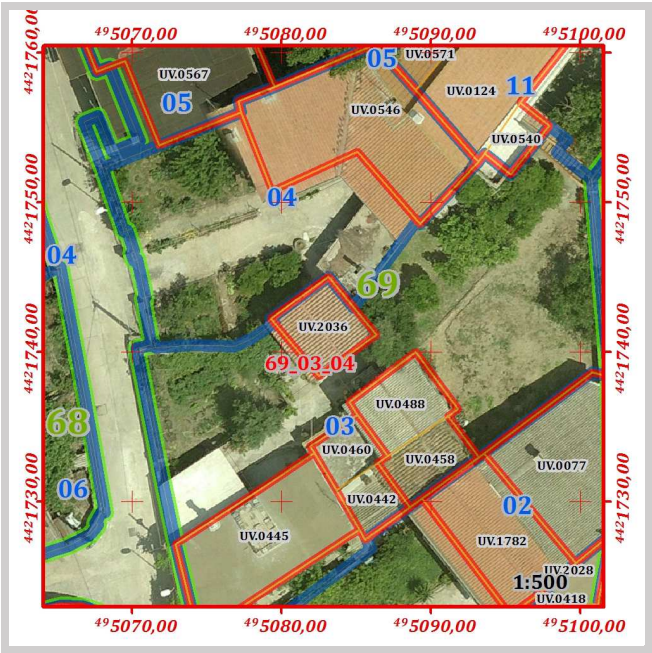 ⁴⁹5070,00 ⁴⁹5080,00 ⁴⁹5090,00 ⁴⁹5100,00
⁴⁴²1760,00
⁴⁴²1750,00
⁴⁴²1740,00
⁴⁴²1730,00
UV.0567
05
05
UV.0571
UV.0124
11
UV.0546
UV.0540
04
04
69
UV.2036
69_03_04
68
06
UV.0488
03
UV.0460
UV.0458
UV.0442
UV.0445
UV.0077
02
UV.1782
UV.2028
1:500
UV.0418
⁴⁴²1760,00
⁴⁴²1750,00
⁴⁴²1740,00
⁴⁴²1730,00
⁴⁹5070,00 ⁴⁹5080,00 ⁴⁹5090,00 ⁴⁹5100,00